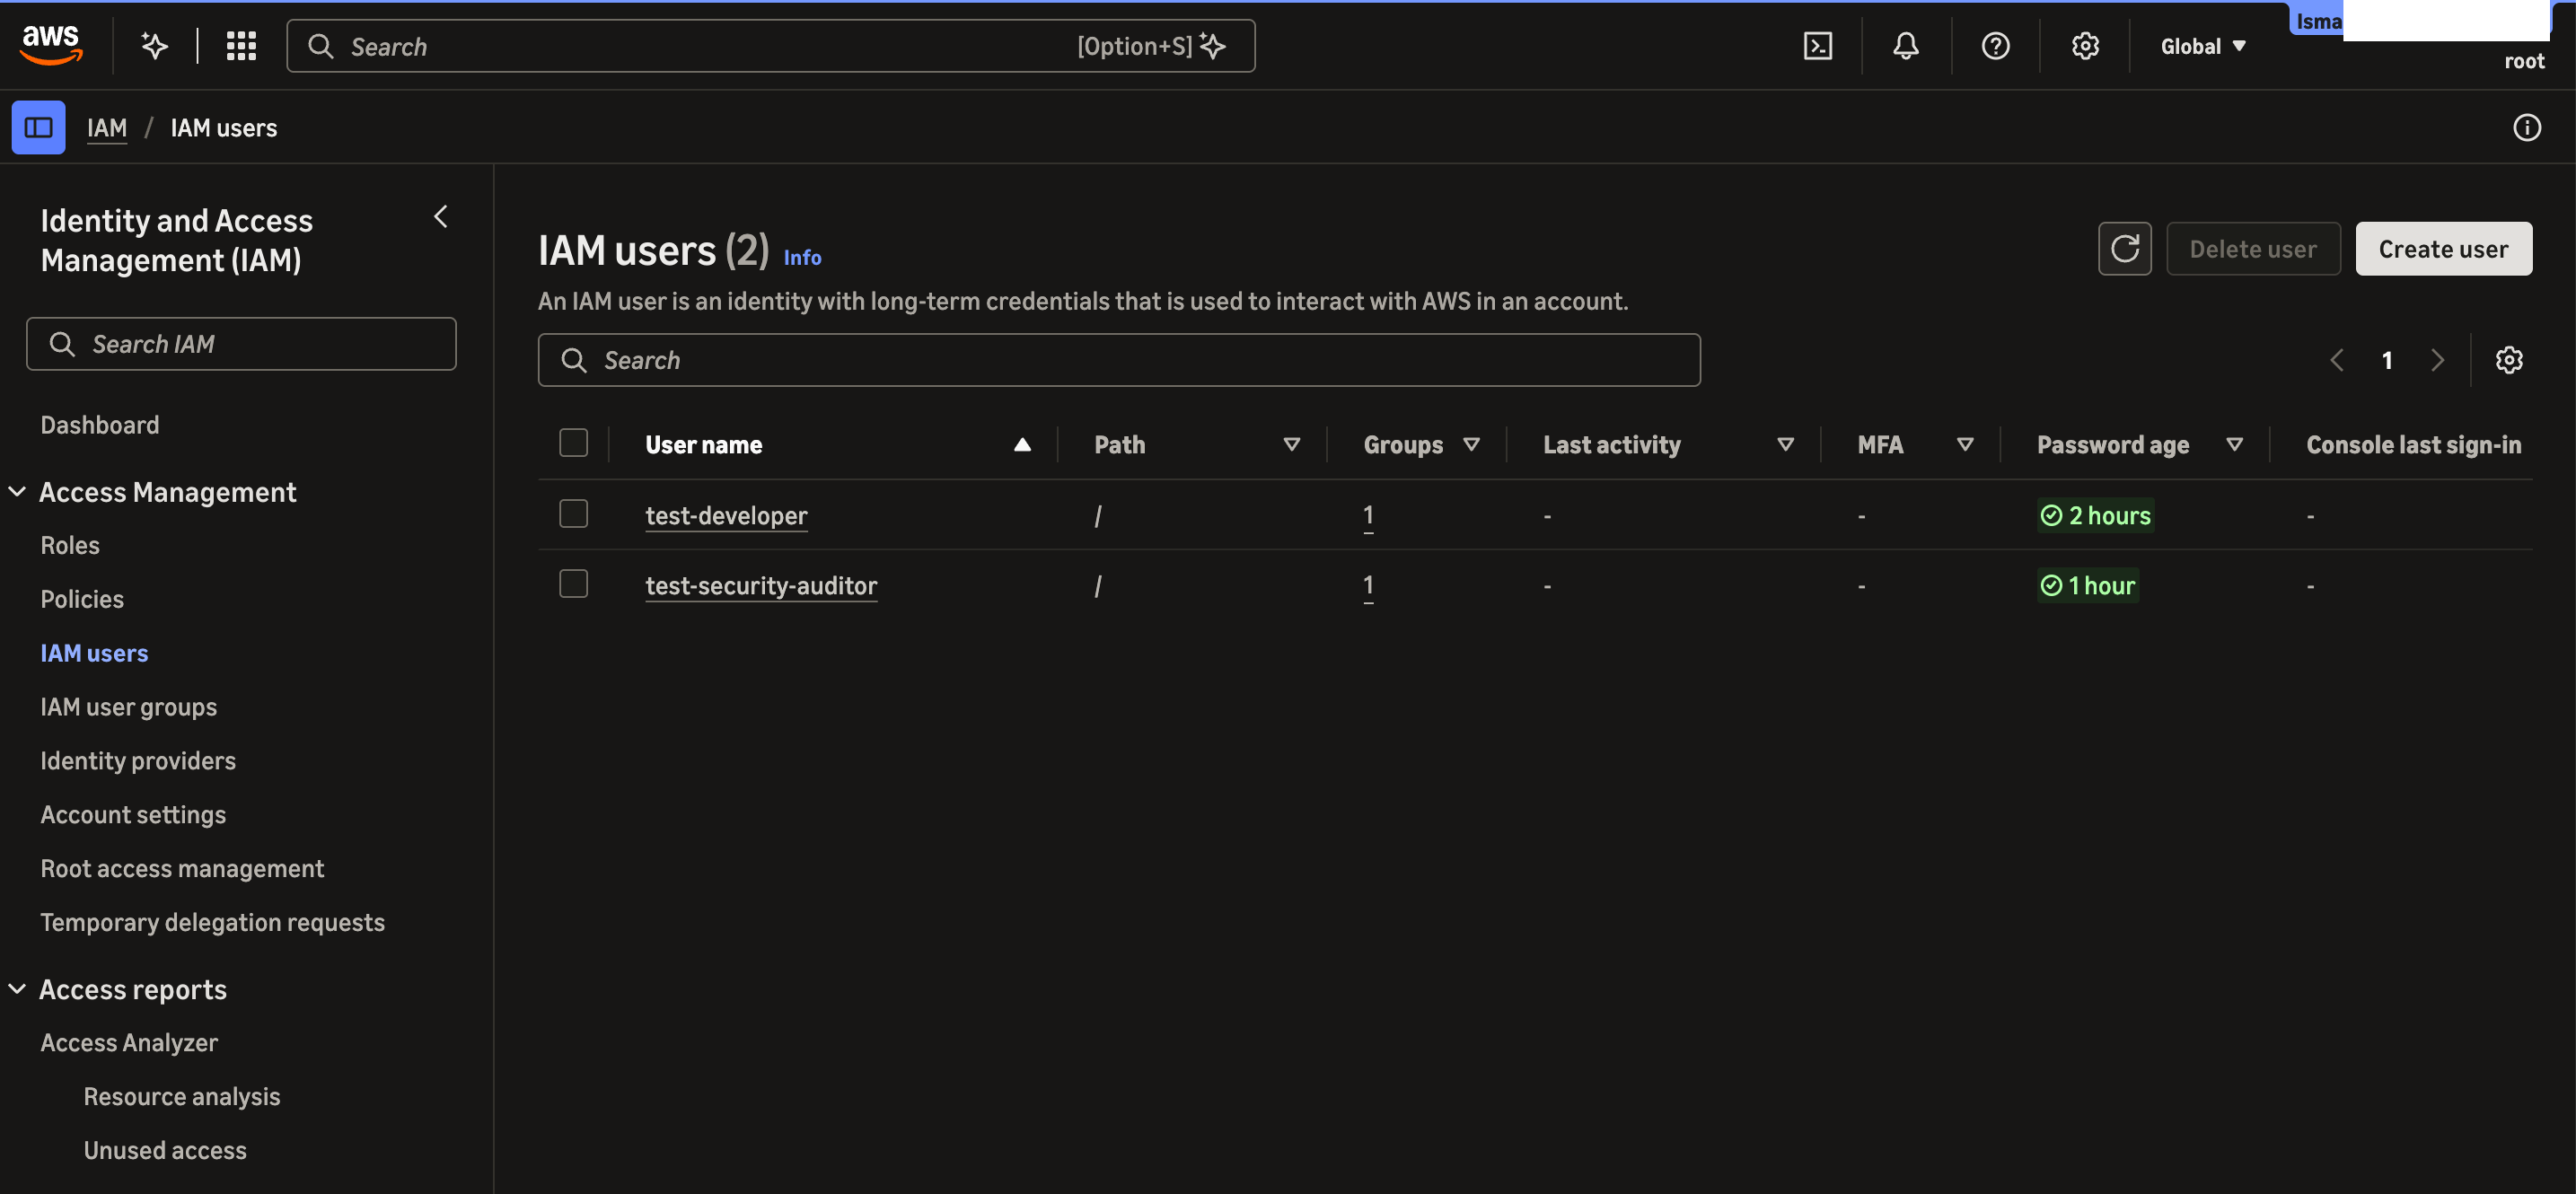 aws
Search
[Option+S]
Global
Isma
root
IAM / IAM users
Identity and Access
Management (IAM)
Search IAM
Dashboard
Access Management
Roles
Policies
IAM users
IAM user groups
Identity providers
Account settings
Root access management
Temporary delegation requests
Access reports
Access Analyzer
Resource analysis
Unused access
IAM users (2) Info
Delete user
Create user
An IAM user is an identity with long-term credentials that is used to interact with AWS in an account.
Search
1
User name Path Groups Last activity MFA Password age Console last sign-in
test-developer / 1 - - 2 hours -
test-security-auditor / 1 - - 1 hour -